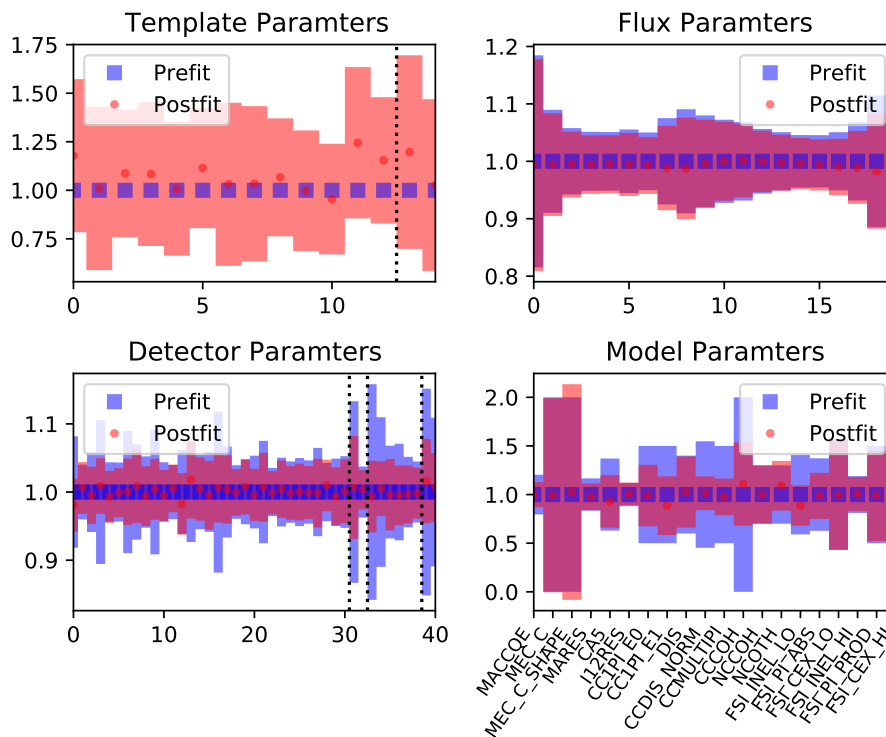 Template Paramters
Flux Paramters
1.75
1.50
1.25
1.00
0.75
Prefit
Postfit
0
5
10
1.2
1.1
1.0
0.9
0.8
Prefit
Postfit
0
5
10
15
Detector Paramters
Model Paramters
1.1
1.0
0.9
Prefit
Postfit
0
10
20
30
40
2.0
1.5
1.0
0.5
0.0
Prefit
Postfit
MACCQE
MEC_C
MEC_C_SHAPE
MARES
CA5
I12RES
CC1PI_E0
CC1PI_E1
DIS
CCDIS_NORM
CCMULTIPI
CCCOH
NCCOH
NCOTH
FSI_INEL_LO
FSI_PI_ABS
FSI_CEX_LO
FSI_INEL_HI
FSI_PI_PROD
FSI_CEX_HI